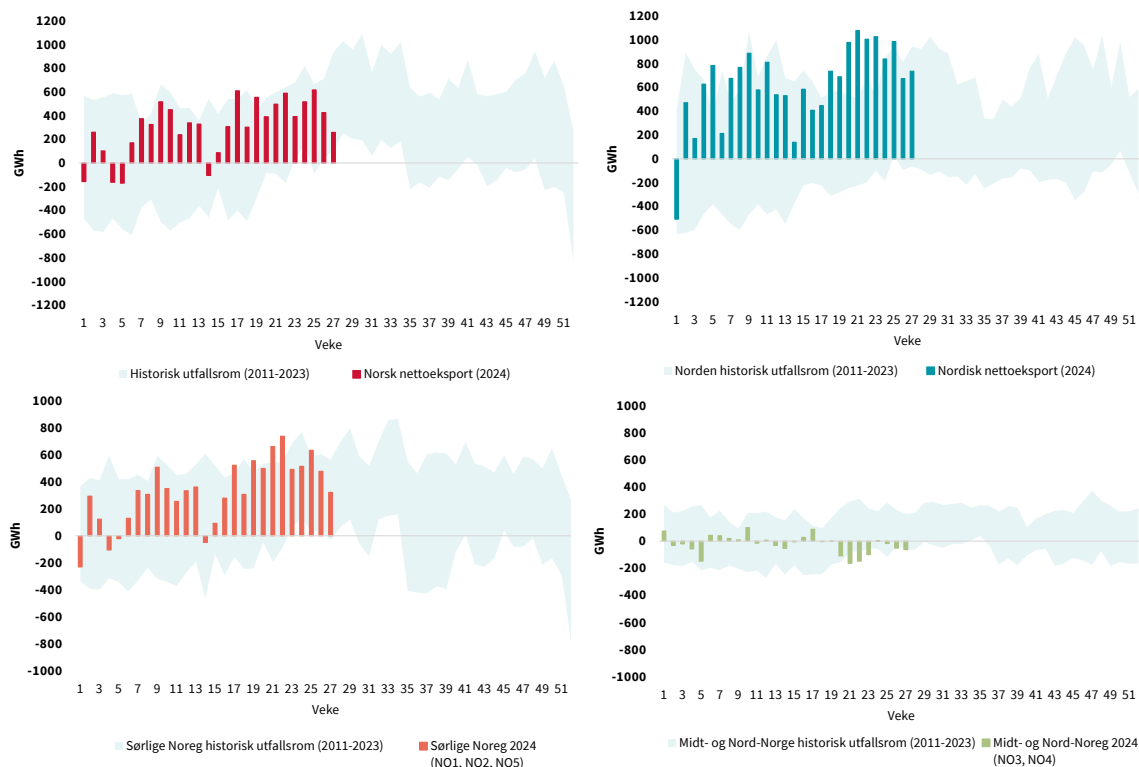 1200
1000
800
600
400
200
0
-200
-400
-600
-800
-1000
-1200
GWh
1 3 5 7 9 11 13 15 17 19 21 23 25 27 29 31 33 35 37 39 41 43 45 47 49 51
Veke
Historisk utfallsrom (2011-2023) Norsk nettoeksport (2024)
1200
1000
800
600
400
200
0
-200
-400
-600
-800
-1000
-1200
GWh
1 3 5 7 9 11 13 15 17 19 21 23 25 27 29 31 33 35 37 39 41 43 45 47 49 51
Veke
Norden historisk utfallsrom (2011-2023) Nordisk nettoeksport (2024)
1000
800
600
400
200
0
-200
-400
-600
-800
-1000
GWh
1 3 5 7 9 11 13 15 17 19 21 23 25 27 29 31 33 35 37 39 41 43 45 47 49 51
Veke
Sørlige Noreg historisk utfallsrom (2011-2023) Sørlige Noreg 2024
(NO1, NO2, NO5)
1000
800
600
400
200
0
-200
-400
-600
-800
-1000
GWh
1 3 5 7 9 11 13 15 17 19 21 23 25 27 29 31 33 35 37 39 41 43 45 47 49 51
Veke
Midt- og Nord-Norge historisk utfallsrom (2011-2023) Midt- og Nord-Noreg 2024
(NO3, NO4)